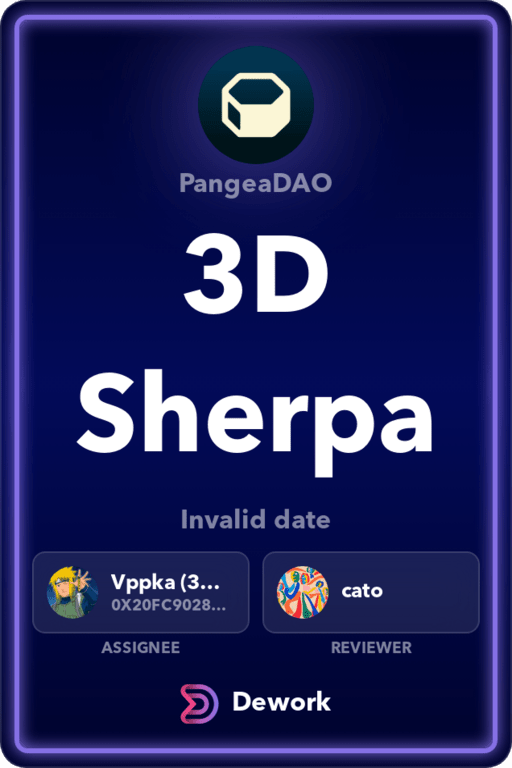 PangeaDAO
3D
Sherpa
Invalid date
Vppka (3...
0X20FC9028...
cato
ASSIGNEE
REVIEWER
Dework